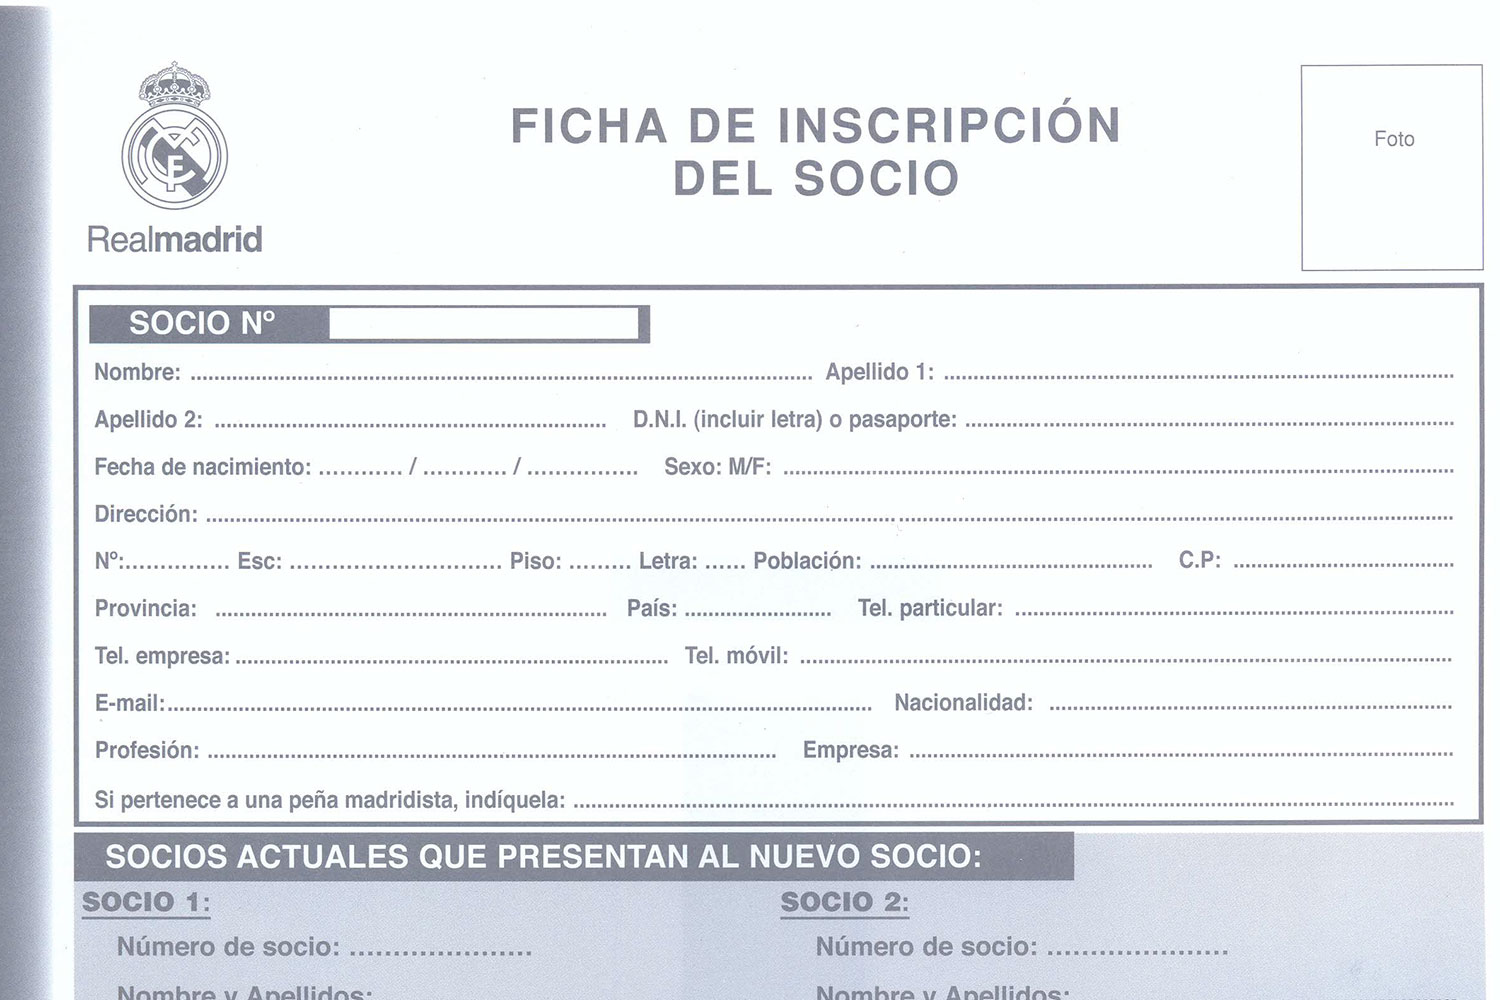 FICHA DE INSCRIPCIÓN
DEL SOCIO
Foto
Realmadrid
SOCIO Nº
Nombre: Apellido 1:
Apellido 2: D.N.I. (incluir letra) o pasaporte:
Fecha de nacimiento: / / Sexo: M/F:
Dirección:
Nº: Esc: Piso: Letra: Población: C.P:
Provincia: País: Tel. particular:
Tel. empresa: Tel. móvil:
E-mail: Nacionalidad:
Profesión: Empresa:
Si pertenece a una peña madridista, indíquela:
SOCIOS ACTUALES QUE PRESENTAN AL NUEVO SOCIO:
SOCIO 1: SOCIO 2:
Número de socio: Número de socio:
Nombre y Apellidos: Nombre y Apellidos: